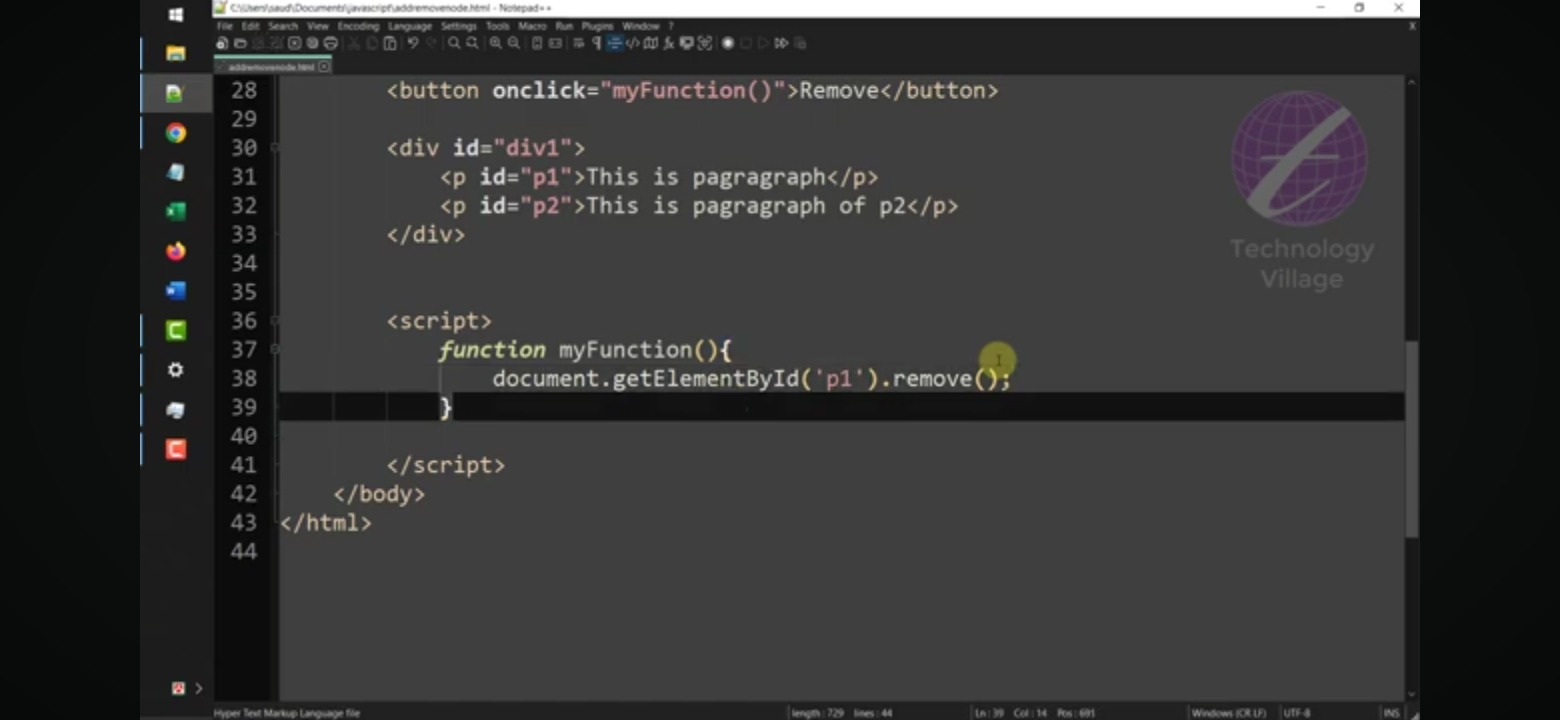 C:\Users\saud\Documents\javascript\addremovenode.html - Notepad++
File Edit Search View Encoding Language Settings Tools Macro Run Plugins Window ?
X
addremovenode.html
28 <button onclick="myFunction()">Remove</button>
29
30 <div id="div1">
31 <p id="p1">This is pagragraph</p>
32 <p id="p2">This is pagragraph of p2</p>
33 </div>
34
35
36 <script>
37 function myFunction(){
38 document.getElementById('p1').remove();
39 }
40
41 </script>
42 </body>
43 </html>
44
Technology
Village
Hyper Text Markup Language file length : 729 lines : 44 Ln : 39 Col : 14 Pos : 691 Windows (CR LF) UTF-8 INS